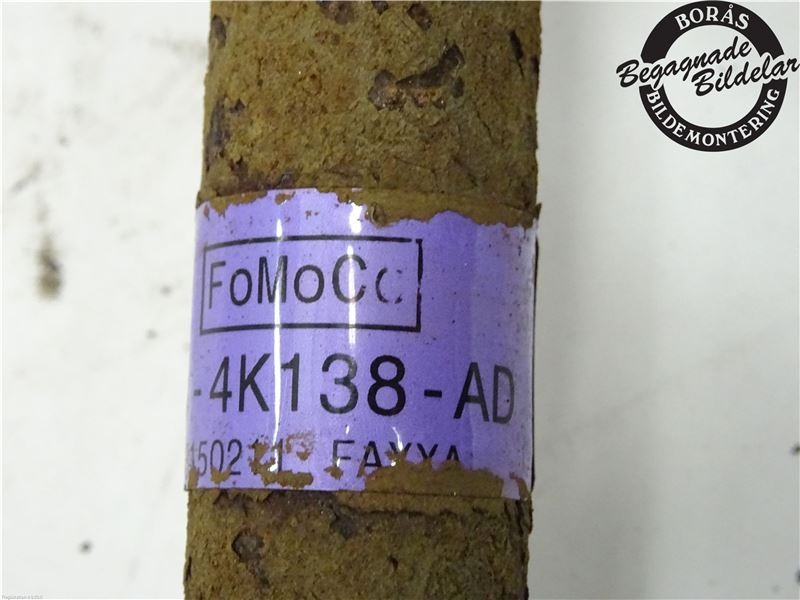 BORÅS
Begagnade
Bildelar
BILDEMONTERING
FoMoCo
-4K138-AD